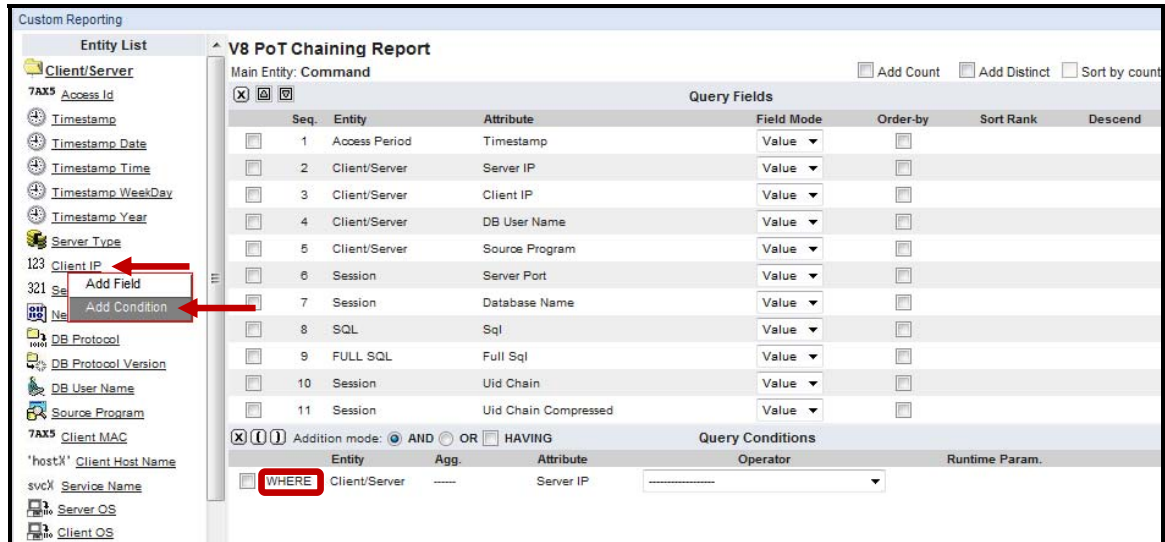 Custom Reporting
Entity List
Client/Server
7AX5 Access Id
Timestamp
Timestamp Date
Timestamp Time
Timestamp WeekDay
Timestamp Year
Server Type
123 Client IP
321 Se
Add Field
Add Condition
Ne
DB Protocol
DB Protocol Version
DB User Name
Source Program
7AX5 Client MAC
'hostX' Client Host Name
svcX Service Name
Server OS
Client OS
V8 PoT Chaining Report
Main Entity: Command
Add Count Add Distinct Sort by count
Query Fields
Seq. Entity Attribute Field Mode Order-by Sort Rank Descend
1 Access Period Timestamp Value
2 Client/Server Server IP Value
3 Client/Server Client IP Value
4 Client/Server DB User Name Value
5 Client/Server Source Program Value
6 Session Server Port Value
7 Session Database Name Value
8 SQL Sql Value
9 FULL SQL Full Sql Value
10 Session Uid Chain Value
11 Session Uid Chain Compressed Value
X ( ) Addition mode: AND OR HAVING Query Conditions
Entity Agg. Attribute Operator Runtime Param.
WHERE Client/Server ------ Server IP ------------------